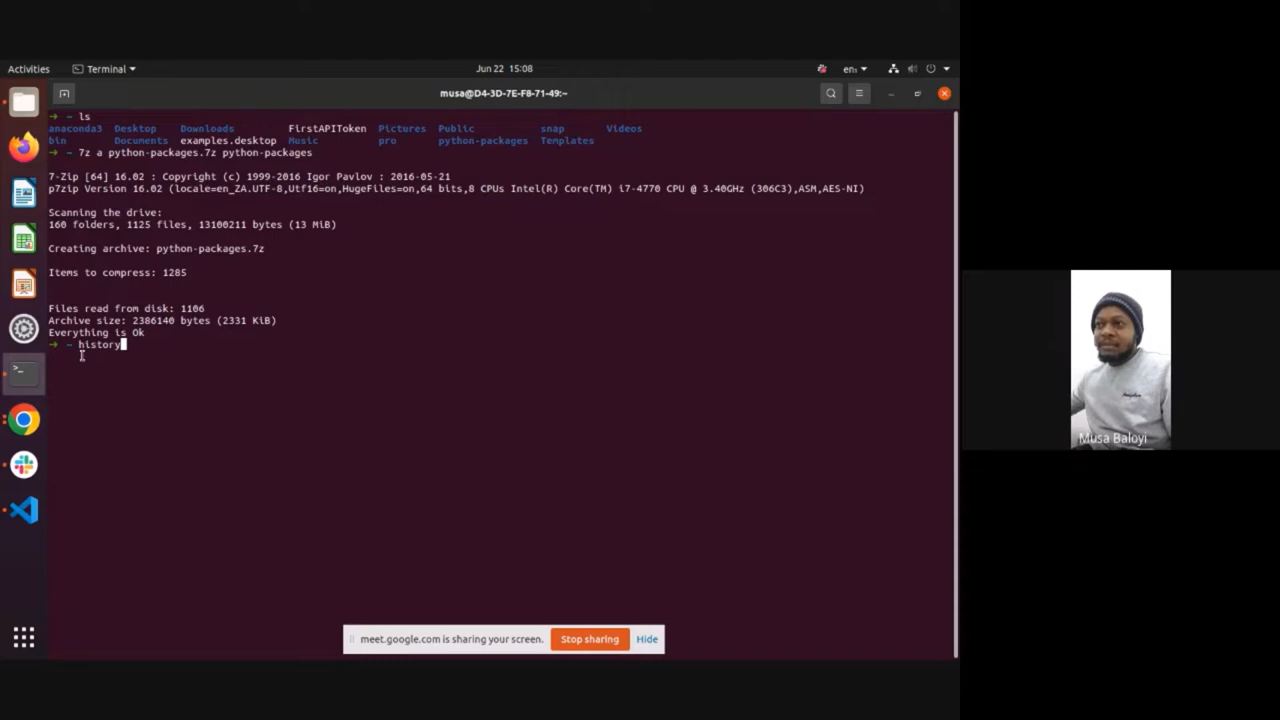 Activities Terminal Jun 22 15:08 en₁
musa@D4-3D-7E-F8-71-49:~
➜ ~ ls
anaconda3 Desktop Downloads FirstAPIToken Pictures Public snap Videos
bin Documents examples.desktop Music pro python-packages Templates
➜ ~ 7z a python-packages.7z python-packages
7-Zip [64] 16.02 : Copyright (c) 1999-2016 Igor Pavlov : 2016-05-21
p7zip Version 16.02 (locale=en_ZA.UTF-8,Utf16=on,HugeFiles=on,64 bits,8 CPUs Intel(R) Core(TM) i7-4770 CPU @ 3.40GHz (306C3),ASM,AES-NI)
Scanning the drive:
160 folders, 1125 files, 13100211 bytes (13 MiB)
Creating archive: python-packages.7z
Items to compress: 1285
Files read from disk: 1106
Archive size: 2386140 bytes (2331 KiB)
Everything is Ok
➜ ~ history
Musa Baloyi
meet.google.com is sharing your screen. Stop sharing Hide